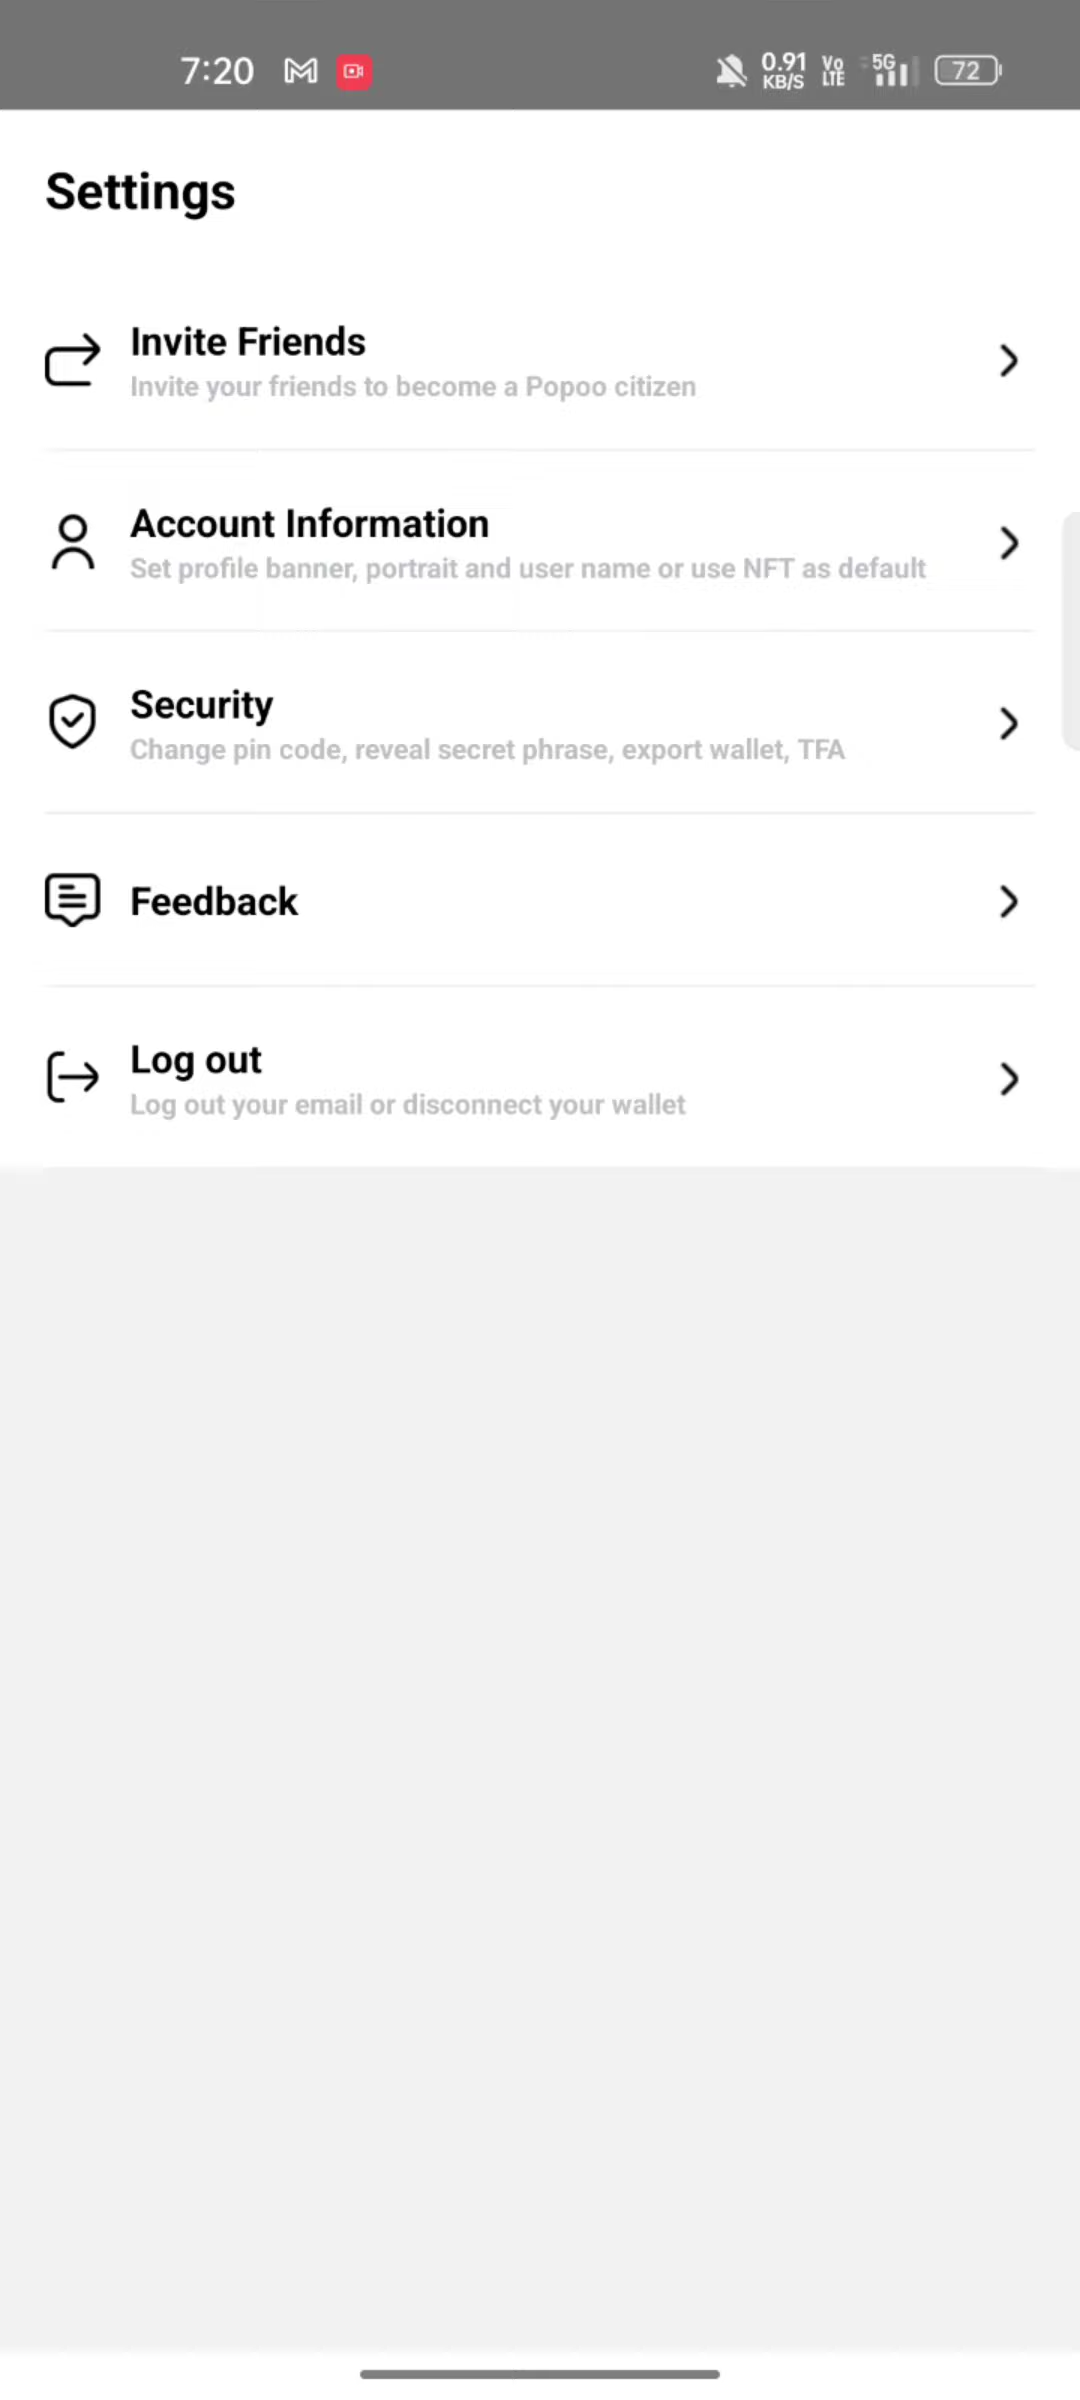 7:20 0.91 KB/S Vo LTE 5G 72
Settings
Invite Friends
Invite your friends to become a Popoo citizen
Account Information
Set profile banner, portrait and user name or use NFT as default
Security
Change pin code, reveal secret phrase, export wallet, TFA
Feedback
Log out
Log out your email or disconnect your wallet